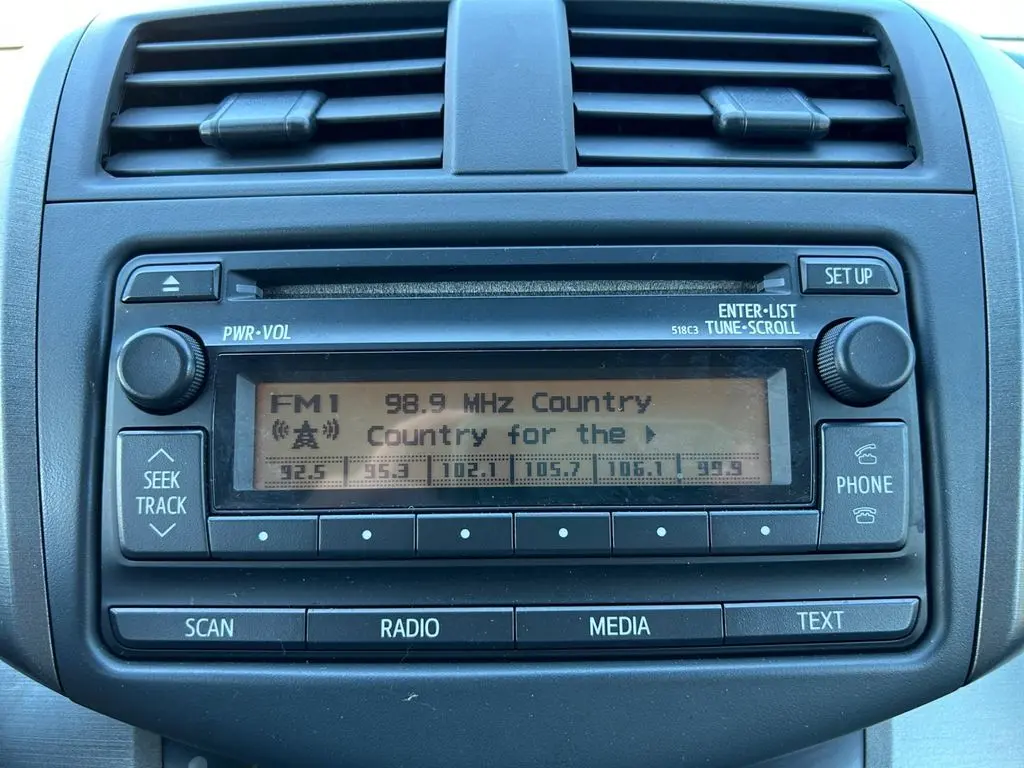 SET UP
PWR•VOL
ENTER•LIST
518C3 TUNE•SCROLL
FM1 98.9 MHz Country
Country for the
92.5 95.3 102.1 105.7 106.1 99.9
SEEK
TRACK
PHONE
SCAN RADIO MEDIA TEXT